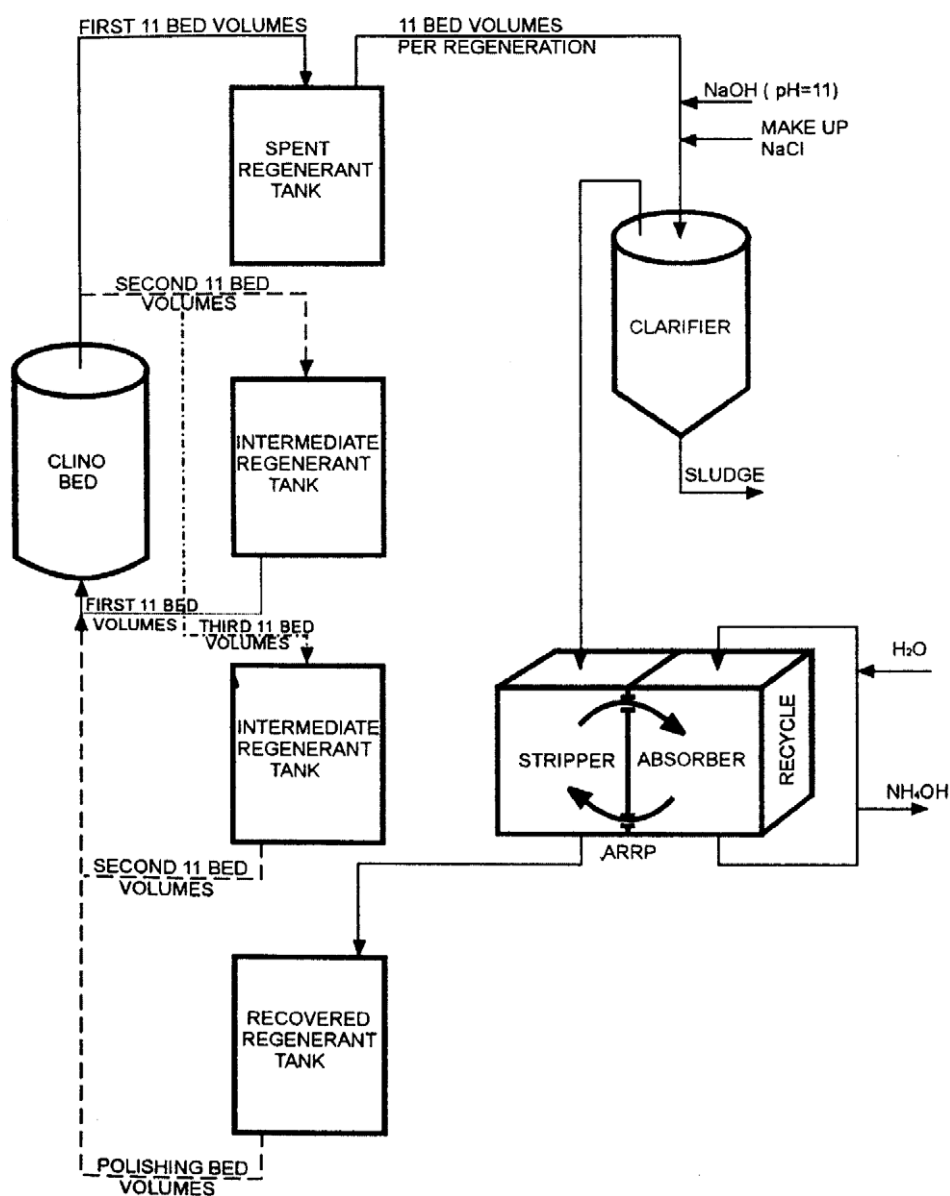 FIRST 11 BED VOLUMES
11 BED VOLUMES
PER REGENERATION
NaOH ( pH=11)
MAKE UP
NaCl
SPENT
REGENERANT
TANK
SECOND 11 BED
VOLUMES
CLARIFIER
CLINO
BED
INTERMEDIATE
REGENERANT
TANK
SLUDGE
FIRST 11 BED
VOLUMES
THIRD 11 BED
VOLUMES
H₂O
INTERMEDIATE
REGENERANT
TANK
STRIPPER
ABSORBER
RECYCLE
NH₄OH
ARRP
SECOND 11 BED
VOLUMES
RECOVERED
REGENERANT
TANK
POLISHING BED
VOLUMES